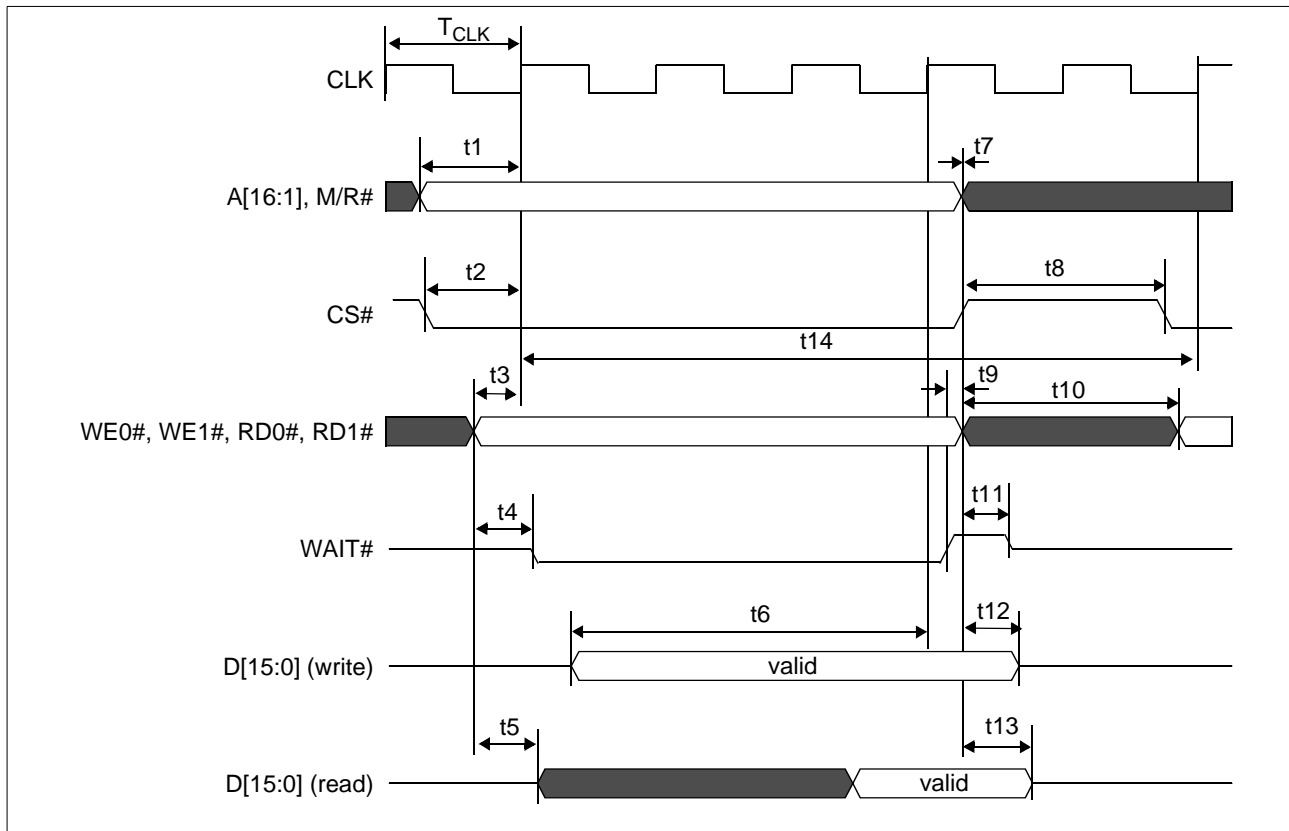 TCLK
CLK
t1
t7
A[16:1], M/R#
t2
t8
CS#
t14
t3
t9
t10
WE0#, WE1#, RD0#, RD1#
t4
t11
WAIT#
t6
t12
D[15:0] (write)
valid
t5
t13
D[15:0] (read)
valid